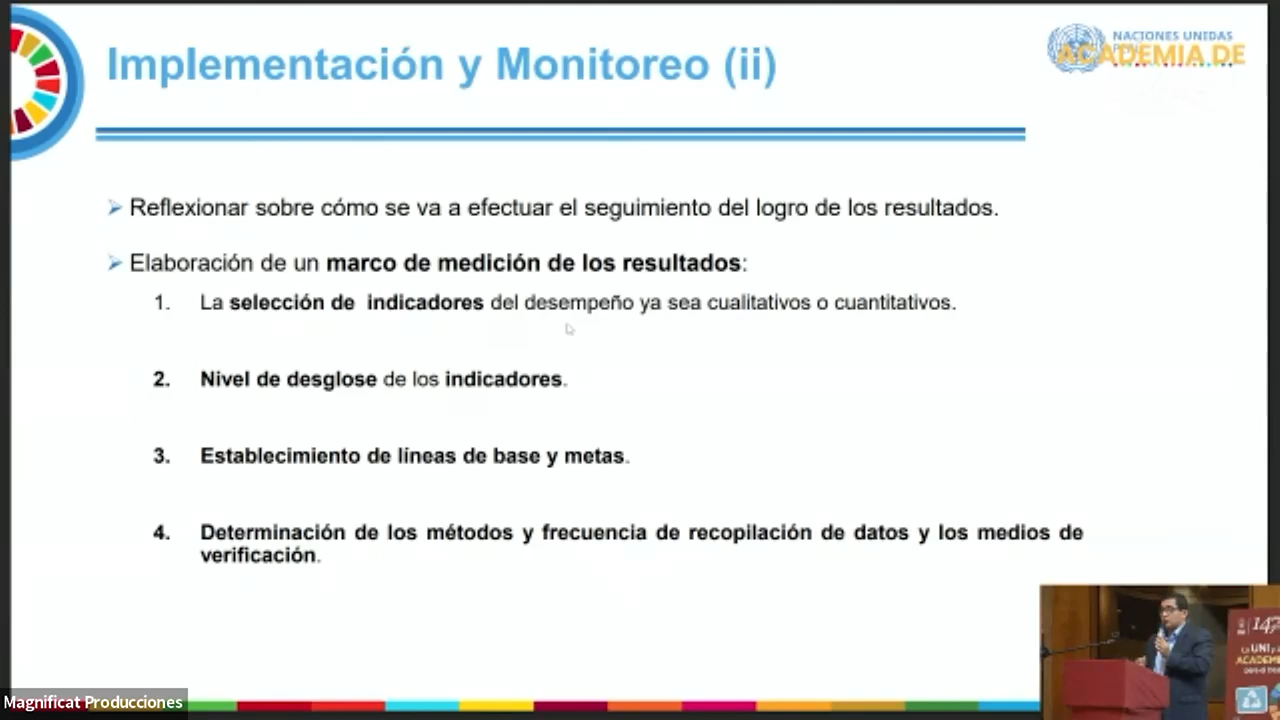 Implementación y Monitoreo (ii)
NACIONES UNIDAS
ACADEMIA DE
Reflexionar sobre cómo se va a efectuar el seguimiento del logro de los resultados.
Elaboración de un marco de medición de los resultados:
1. La selección de indicadores del desempeño ya sea cualitativos o cuantitativos.
2. Nivel de desglose de los indicadores.
3. Establecimiento de líneas de base y metas.
4. Determinación de los métodos y frecuencia de recopilación de datos y los medios de
verificación.
Magnificat Producciones
La UNI
ACADEMI